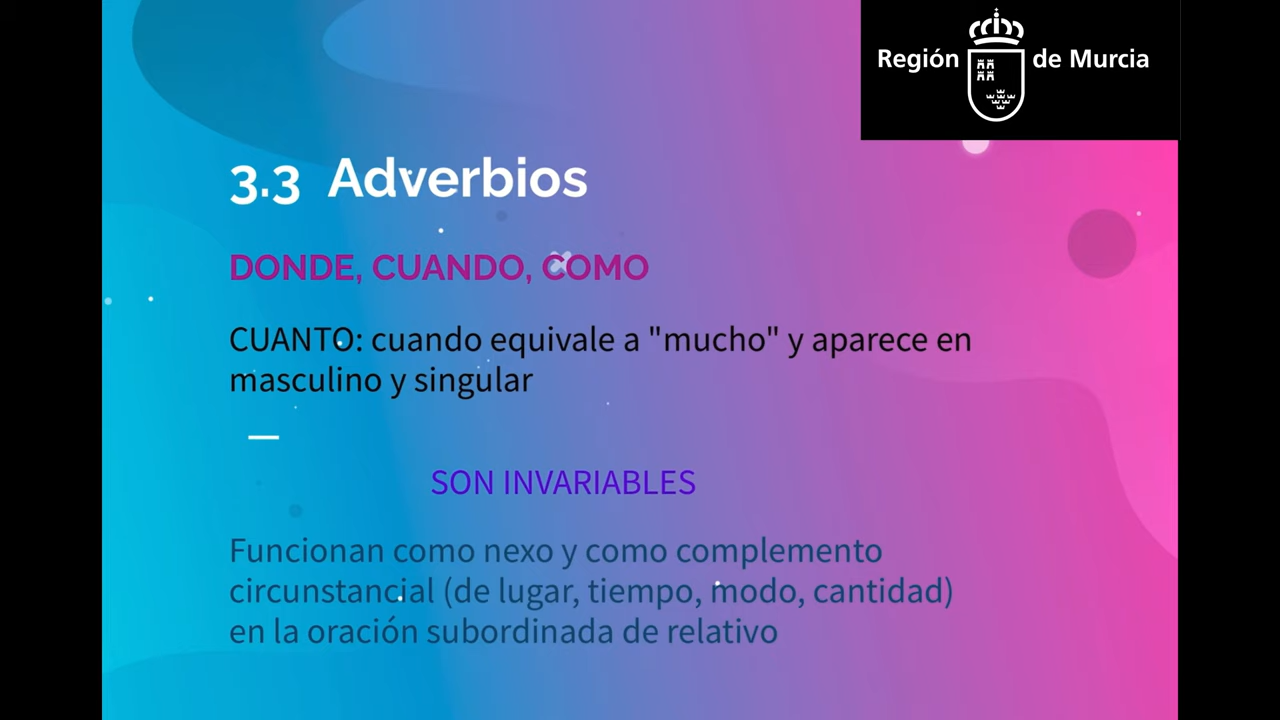 Región de Murcia
3.3 Adverbios
DONDE, CUANDO, COMO
CUANTO: cuando equivale a "mucho" y aparece en
masculino y singular
SON INVARIABLES
Funcionan como nexo y como complemento
circunstancial (de lugar, tiempo, modo, cantidad)
en la oración subordinada de relativo